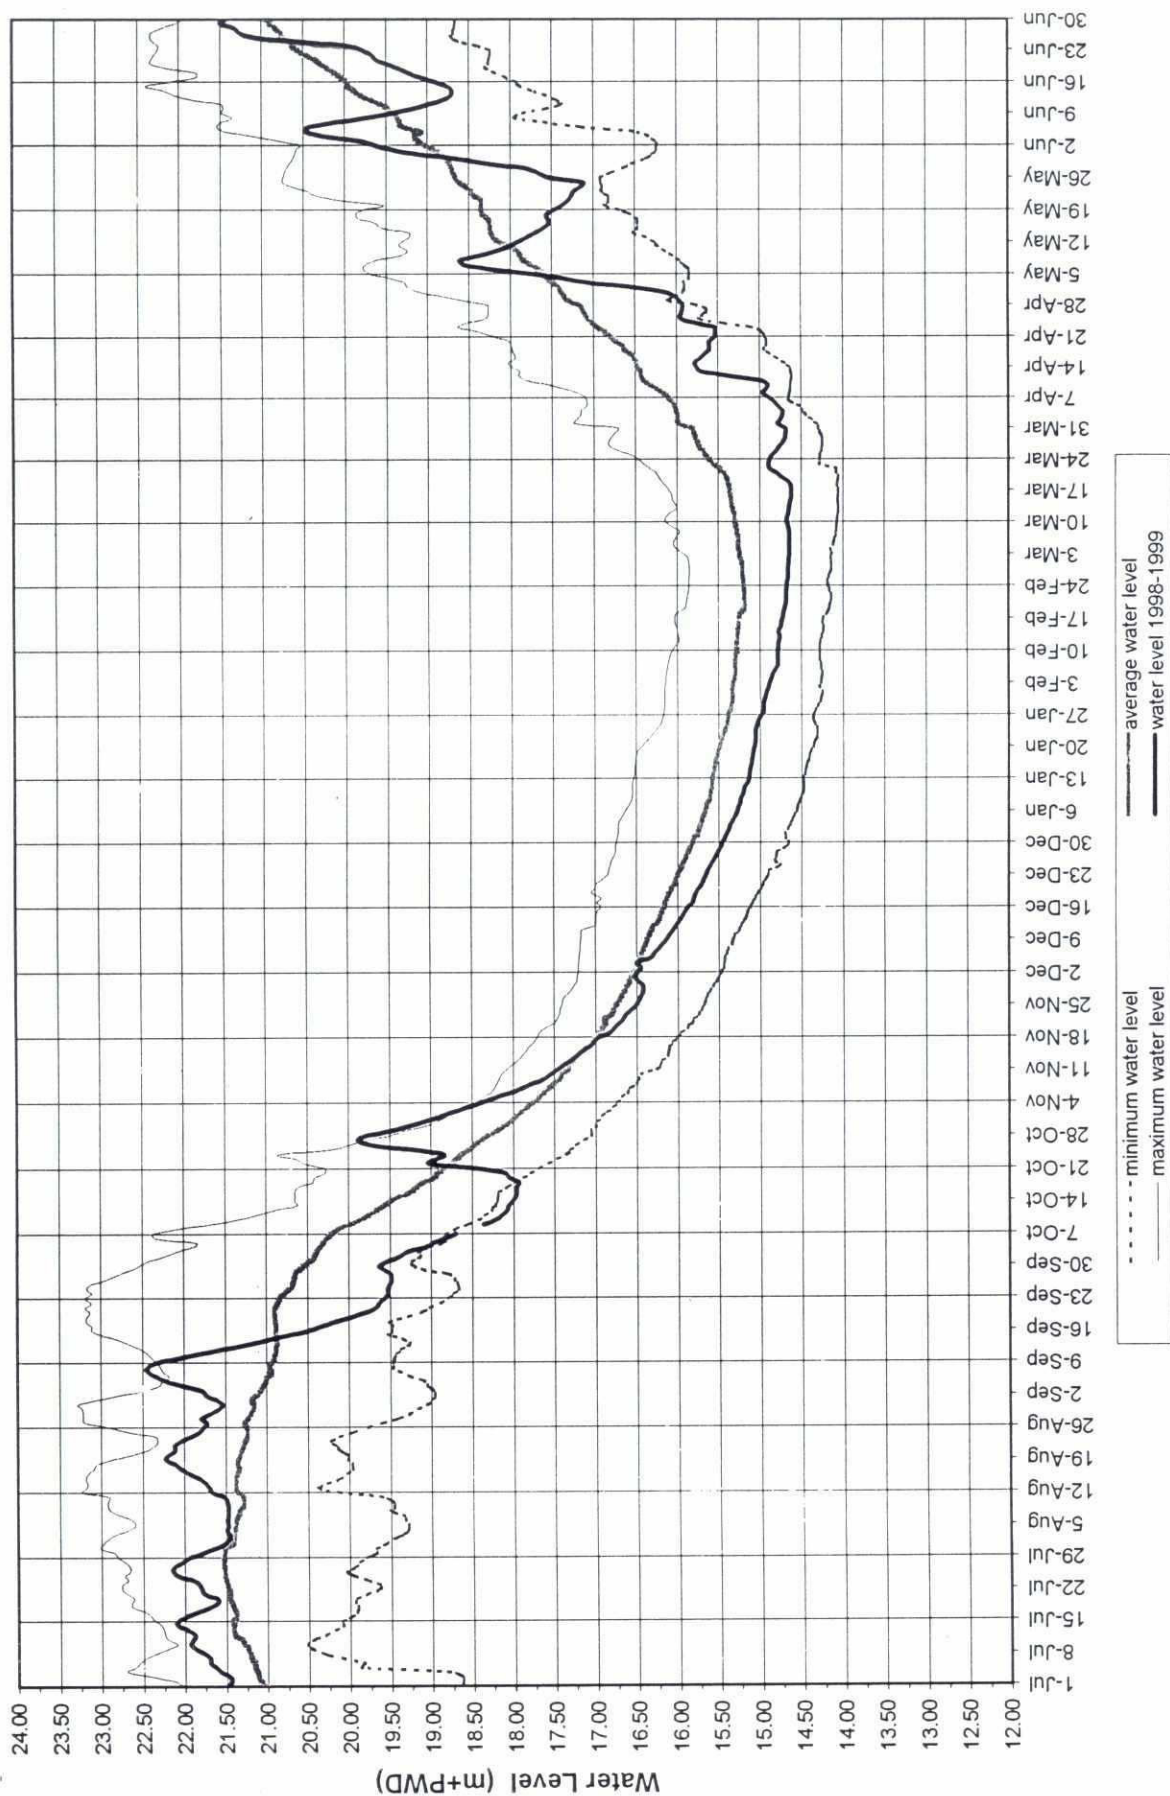 Water Level (m+PWD)
24.00
23.50
23.00
22.50
22.00
21.50
21.00
20.50
20.00
19.50
19.00
18.50
18.00
17.50
17.00
16.50
16.00
15.50
15.00
14.50
14.00
13.50
13.00
12.50
12.00
1-Jul
8-Jul
15-Jul
22-Jul
29-Jul
5-Aug
12-Aug
19-Aug
26-Aug
2-Sep
9-Sep
16-Sep
23-Sep
30-Sep
7-Oct
14-Oct
21-Oct
28-Oct
4-Nov
11-Nov
18-Nov
25-Nov
2-Dec
9-Dec
16-Dec
23-Dec
30-Dec
6-Jan
13-Jan
20-Jan
27-Jan
3-Feb
10-Feb
17-Feb
24-Feb
3-Mar
10-Mar
17-Mar
24-Mar
31-Mar
7-Apr
14-Apr
21-Apr
28-Apr
5-May
12-May
19-May
26-May
2-Jun
9-Jun
16-Jun
23-Jun
30-Jun
minimum water level
average water level
maximum water level
water level 1998-1999